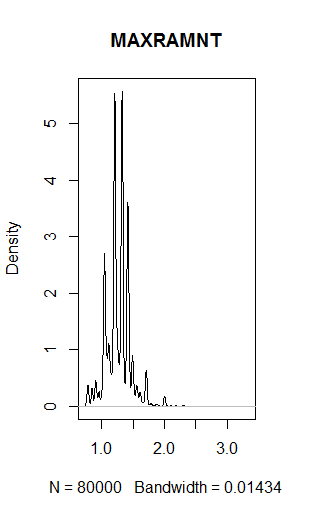 MAXRAMNT
Density
5
4
3
2
1
0
1.0 2.0 3.0
N = 80000 Bandwidth = 0.01434